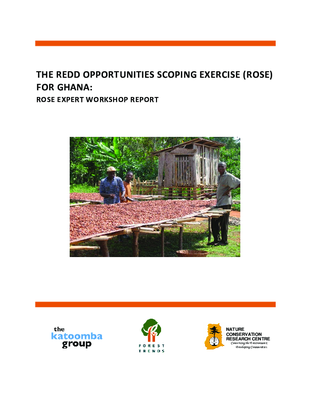 THE REDD OPPORTUNITIES SCOPING EXERCISE (ROSE)
FOR GHANA:
ROSE EXPERT WORKSHOP REPORT
the
katoomba
group
FOREST
TRENDS
NATURE
CONSERVATION
RESEARCH CENTRE